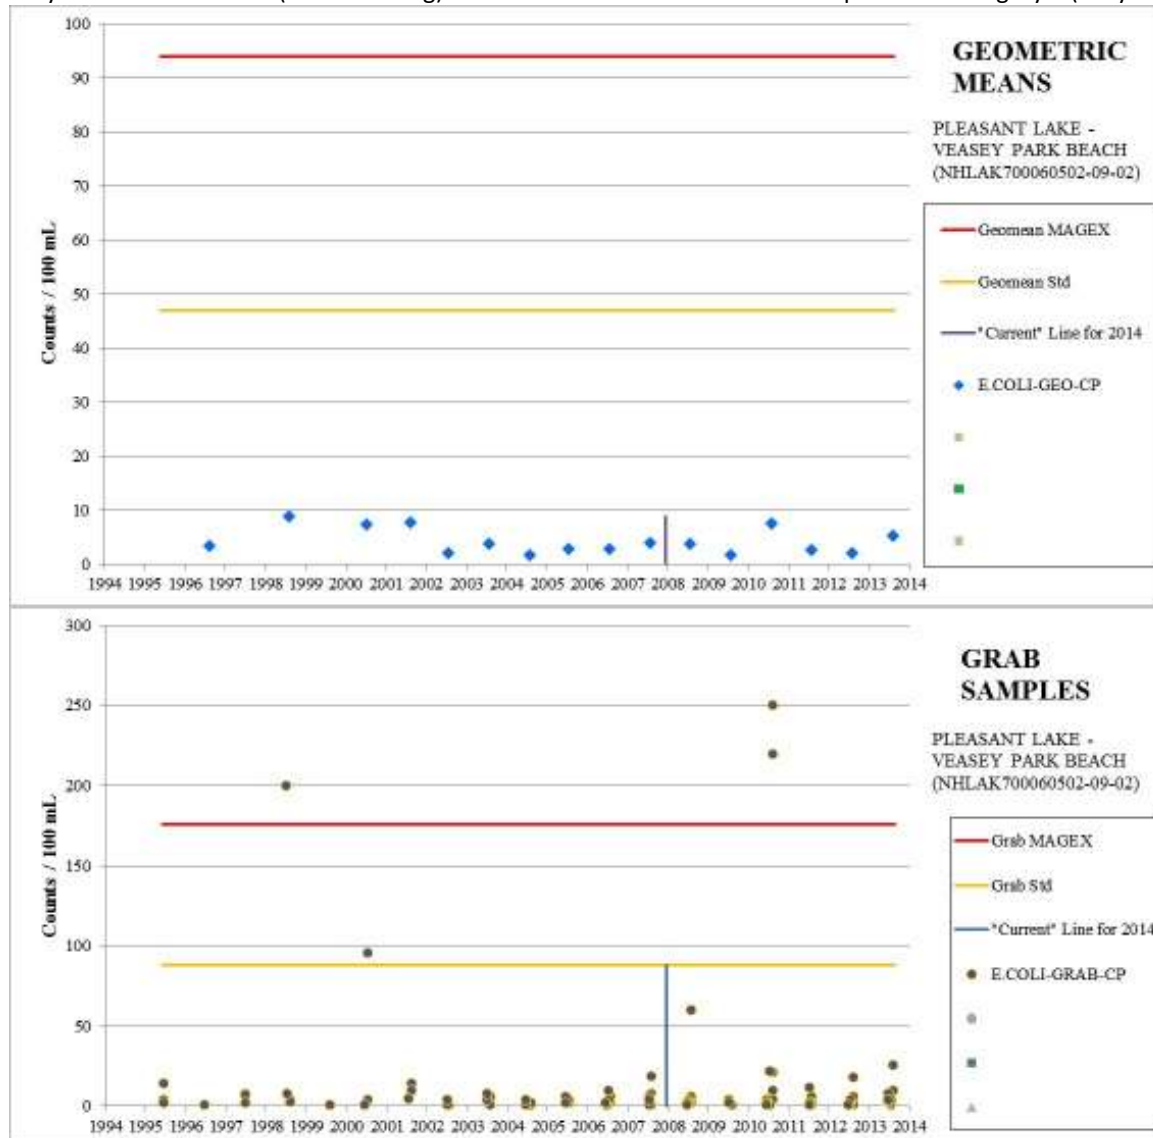 100
90
80
70
60
50
40
30
20
10
0
Counts / 100 mL
1994 1995 1996 1997 1998 1999 2000 2001 2002 2003 2004 2005 2006 2007 2008 2009 2010 2011 2012 2013 2014
GEOMETRIC
MEANS
PLEASANT LAKE -
VEASEY PARK BEACH
(NHLAK700060502-09-02)
Geomean MAGEX
Geomean Std
"Current" Line for 2014
E.COLI-GEO-CP
300
250
200
150
100
50
0
Counts / 100 mL
1994 1995 1996 1997 1998 1999 2000 2001 2002 2003 2004 2005 2006 2007 2008 2009 2010 2011 2012 2013 2014
GRAB
SAMPLES
PLEASANT LAKE -
VEASEY PARK BEACH
(NHLAK700060502-09-02)
Grab MAGEX
Grab Std
"Current" Line for 2014
E.COLI-GRAB-CP